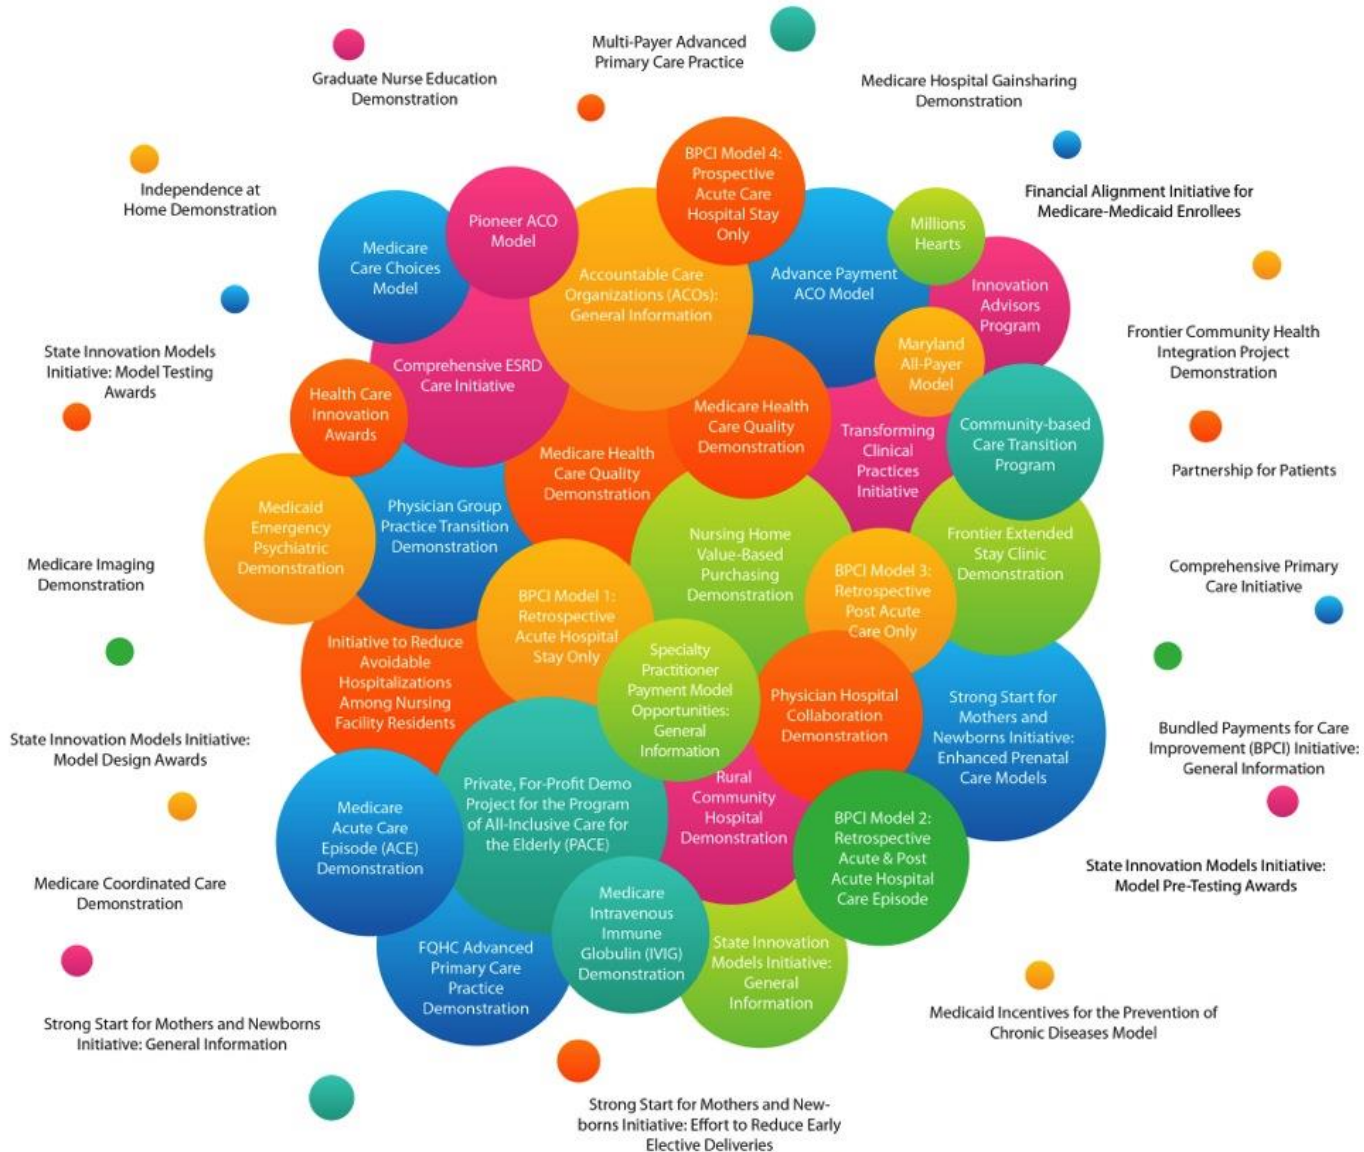 Multi-Payer Advanced
Primary Care Practice
Graduate Nurse Education
Demonstration
Medicare Hospital Gainsharing
Demonstration
Independence at
Home Demonstration
Financial Alignment Initiative for
Medicare-Medicaid Enrollees
State Innovation Models
Initiative: Model Testing
Awards
Frontier Community Health
Integration Project
Demonstration
Partnership for Patients
Medicare Imaging
Demonstration
Comprehensive Primary
Care Initiative
State Innovation Models Initiative:
Model Design Awards
Bundled Payments for Care
Improvement (BPCI) Initiative:
General Information
Medicare Coordinated Care
Demonstration
State Innovation Models Initiative:
Model Pre-Testing Awards
Strong Start for Mothers and Newborns
Initiative: General Information
Medicaid Incentives for the Prevention of
Chronic Diseases Model
Strong Start for Mothers and New-
borns Initiative: Effort to Reduce Early
Elective Deliveries
BPCI Model 4:
Prospective
Acute Care
Hospital Stay
Only
Pioneer ACO
Model
Medicare
Care Choices
Model
Accountable Care
Organizations (ACOs):
General Information
Advance Payment
ACO Model
Millions
Hearts
Innovation
Advisors
Program
Maryland
All-Payer
Model
Comprehensive ESRD
Care Initiative
Health Care
Innovation
Awards
Medicare Health
Care Quality
Demonstration
Medicare Health
Care Quality
Demonstration
Transforming
Clinical
Practices
Initiative
Community-based
Care Transition
Program
Medicaid
Emergency
Psychiatric
Demonstration
Physician Group
Practice Transition
Demonstration
Nursing Home
Value-Based
Purchasing
Demonstration
Frontier Extended
Stay Clinic
Demonstration
BPCI Model 1:
Retrospective
Acute Hospital
Stay Only
BPCI Model 3:
Retrospective
Post Acute
Care Only
Initiative to Reduce
Avoidable
Hospitalizations
Among Nursing
Facility Residents
Specialty
Practitioner
Payment Model
Opportunities:
General
Information
Physician Hospital
Collaboration
Demonstration
Strong Start for
Mothers and
Newborns Initiative:
Enhanced Prenatal
Care Models
Medicare
Acute Care
Episode (ACE)
Demonstration
Private, For-Profit Demo
Project for the Program
of All-Inclusive Care for
the Elderly (PACE)
Rural
Community
Hospital
Demonstration
BPCI Model 2:
Retrospective
Acute & Post
Acute Hospital
Care Episode
FQHC Advanced
Primary Care
Practice
Demonstration
Medicare
Intravenous
Immune
Globulin (IVIG)
Demonstration
State Innovation
Models Initiative:
General
Information